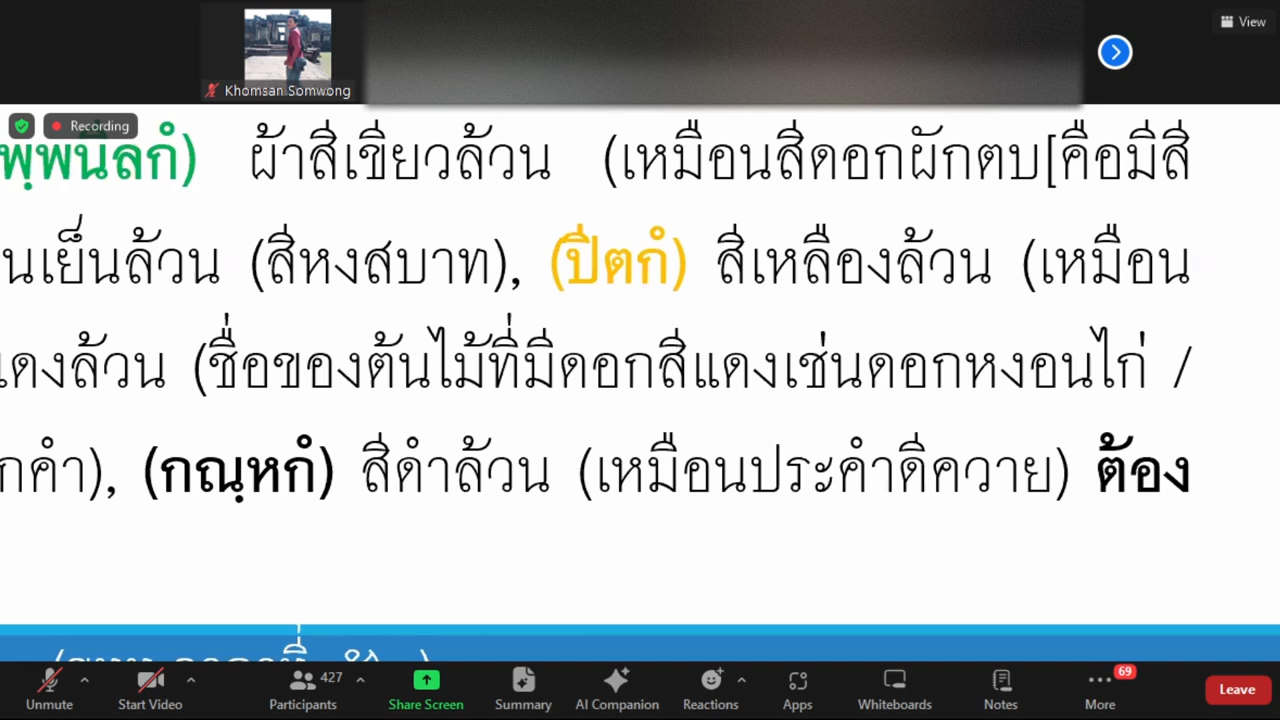 View
Khomsan Somwong
Recording
พฺพนีลกํ) ผ้าสีเขียวล้วน (เหมือนสีดอกผักตบ[คือมีสี
นเย็นล้วน (สีหงสบาท), (ปีตกํ) สีเหลืองล้วน (เหมือน
แดงล้วน (ชื่อของต้นไม้ที่มีดอกสีแดงเช่นดอกหงอนไก่ /
กคำ), (กณฺหกํ) สีดำล้วน (เหมือนประคำดีควาย) ต้อง
Unmute Start Video 427 Participants Share Screen Summary AI Companion Reactions Apps Whiteboards Notes 69 More Leave